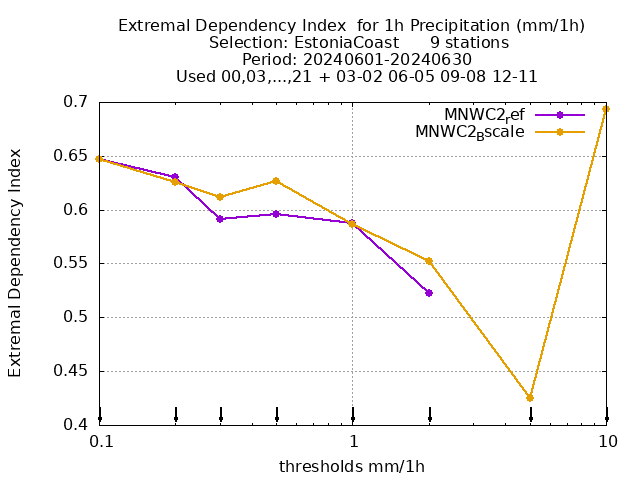 Extremal Dependency Index  for 1h Precipitation (mm/1h)
Selection: EstoniaCoast      9 stations
Period: 20240601-20240630
Used 00,03,...,21 + 03-02 06-05 09-08 12-11
MNWC2ref
MNWC2Bscale
Extremal Dependency Index
0.7
0.65
0.6
0.55
0.5
0.45
0.4
0.1
1
10
thresholds mm/1h